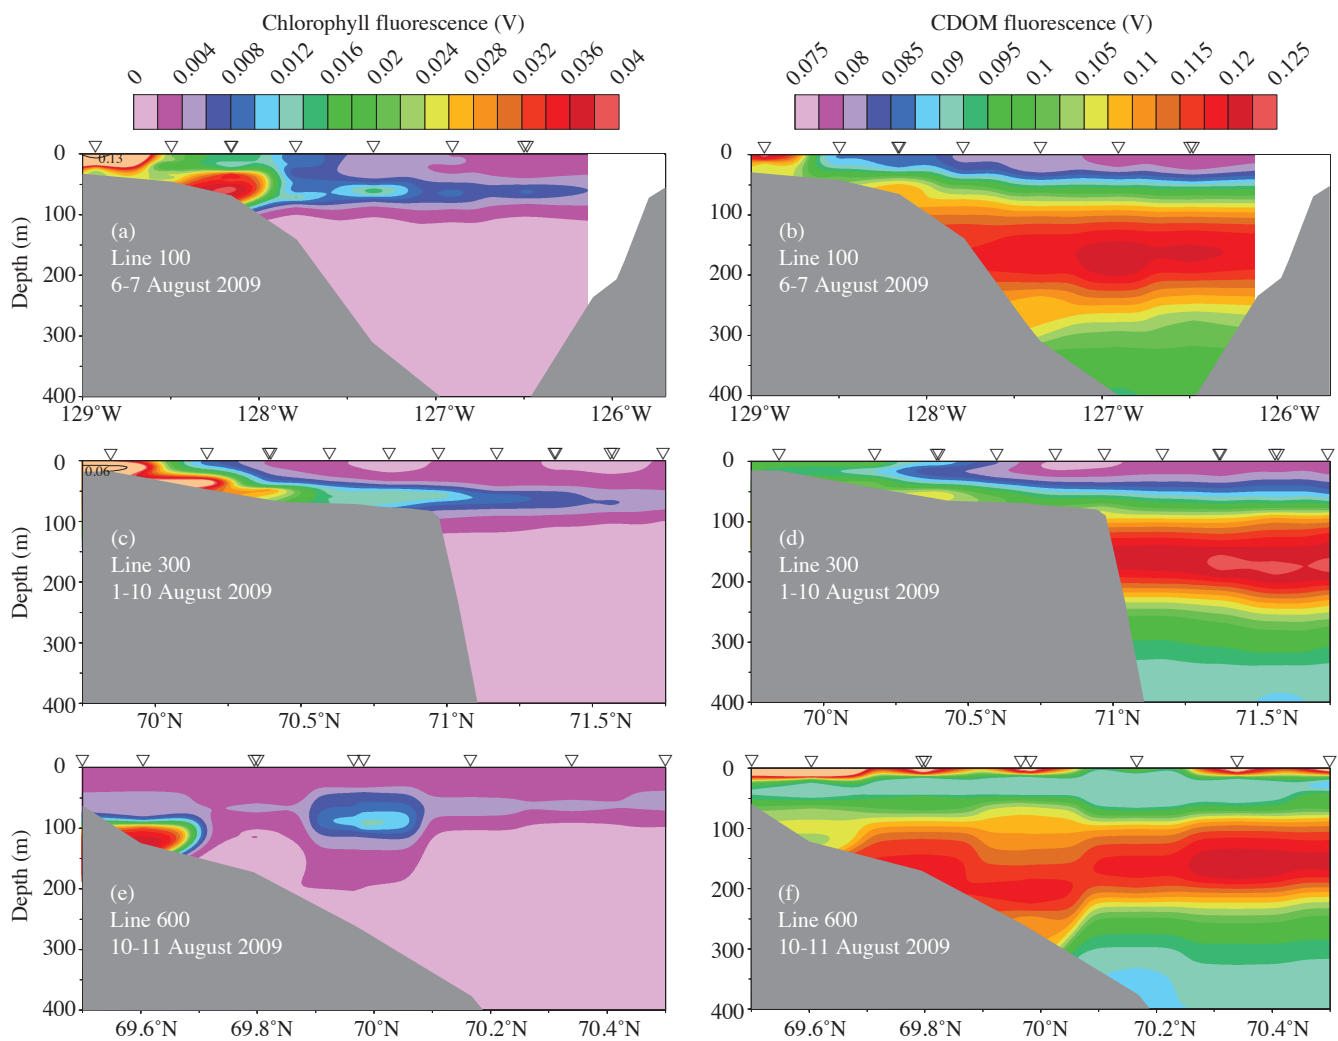 Chlorophyll fluorescence (V)
CDOM fluorescence (V)
0 0.004 0.008 0.012 0.016 0.02 0.024 0.028 0.032 0.036 0.04
0.075 0.08 0.085 0.09 0.095 0.1 0.105 0.11 0.115 0.12 0.125
Depth (m)
0
100
200
300
400
0.13
(a)
Line 100
6-7 August 2009
129°W 128°W 127°W 126°W
0
100
200
300
400
(b)
Line 100
6-7 August 2009
129°W 128°W 127°W 126°W
Depth (m)
0
100
200
300
400
0.06
(c)
Line 300
1-10 August 2009
70°N 70.5°N 71°N 71.5°N
0
100
200
300
400
(d)
Line 300
1-10 August 2009
70°N 70.5°N 71°N 71.5°N
Depth (m)
0
100
200
300
400
(e)
Line 600
10-11 August 2009
69.6°N 69.8°N 70°N 70.2°N 70.4°N
0
100
200
300
400
(f)
Line 600
10-11 August 2009
69.6°N 69.8°N 70°N 70.2°N 70.4°N